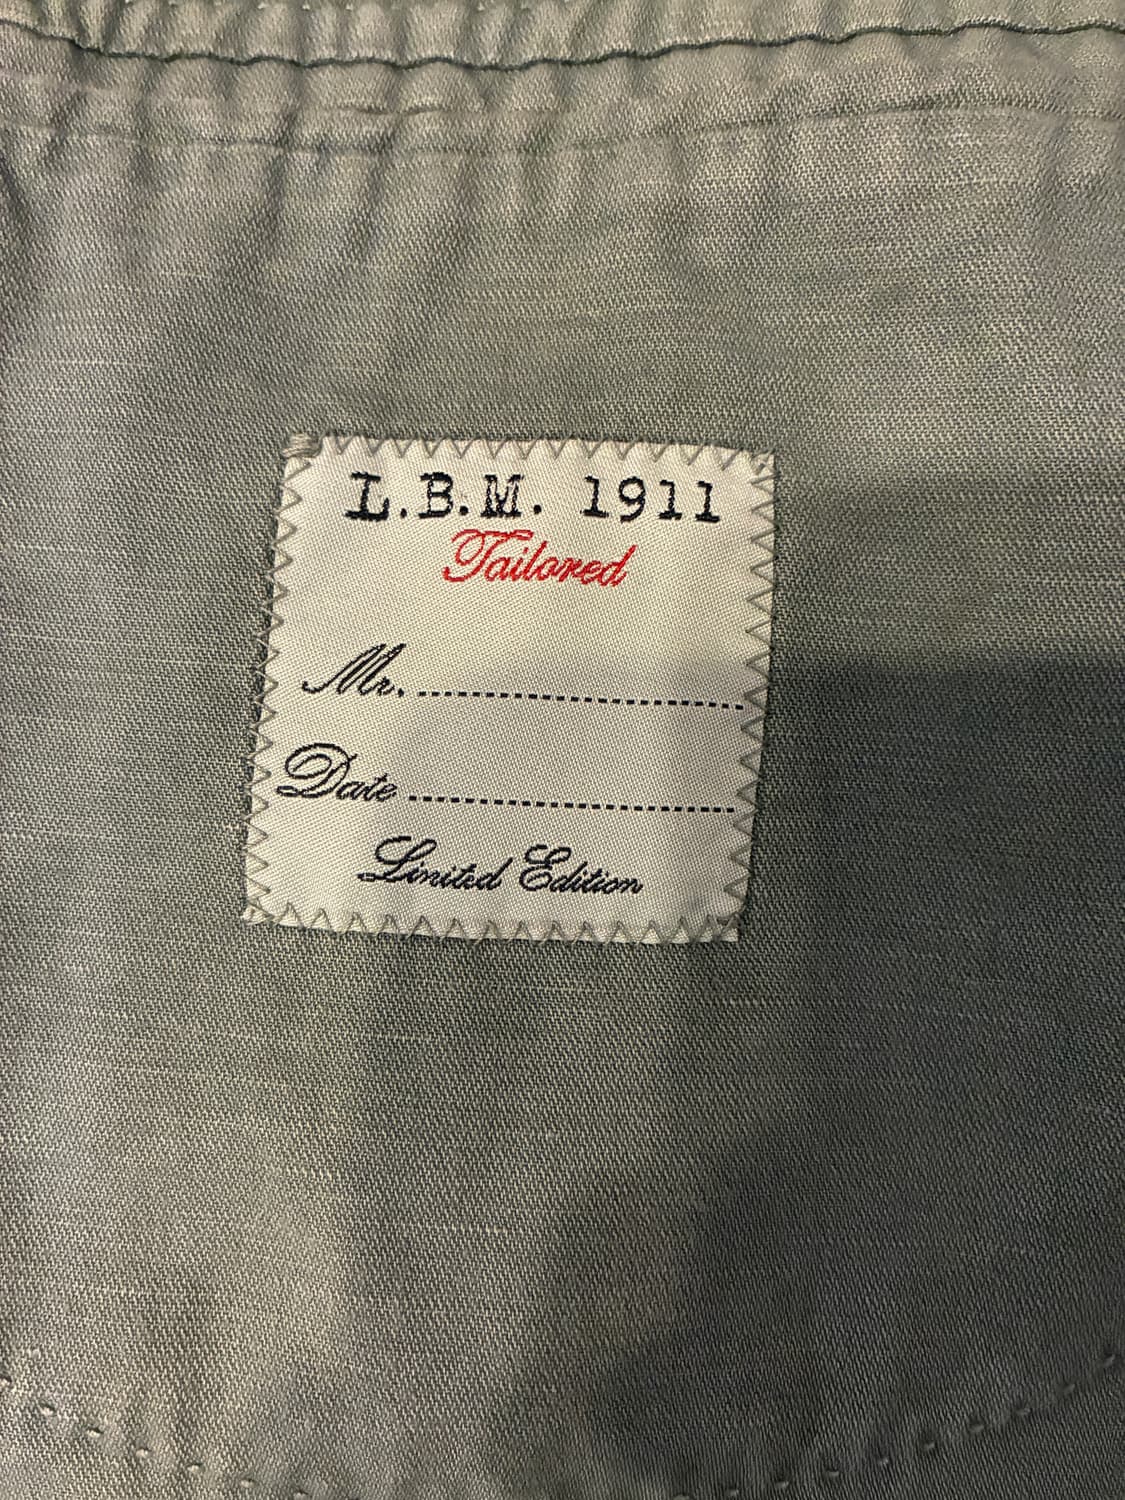 L.B.M. 1911
Tailored
Mr. ........................................
Date ........................................
Limited Edition